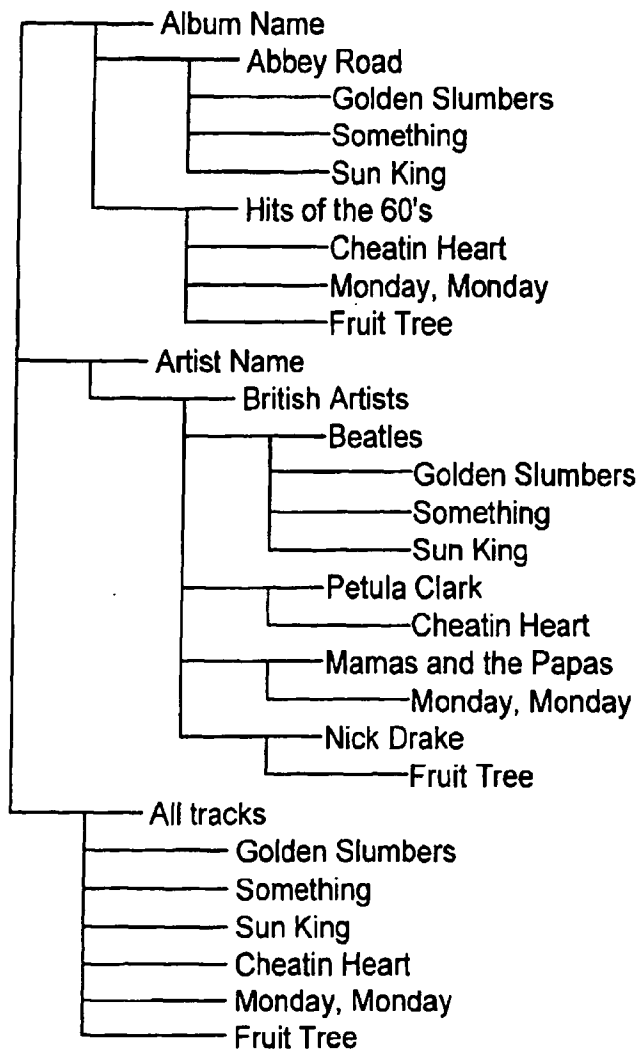 Album Name
Abbey Road
Golden Slumbers
Something
Sun King
Hits of the 60's
Cheatin Heart
Monday, Monday
Fruit Tree
Artist Name
British Artists
Beatles
Golden Slumbers
Something
Sun King
Petula Clark
Cheatin Heart
Mamas and the Papas
Monday, Monday
Nick Drake
Fruit Tree
All tracks
Golden Slumbers
Something
Sun King
Cheatin Heart
Monday, Monday
Fruit Tree